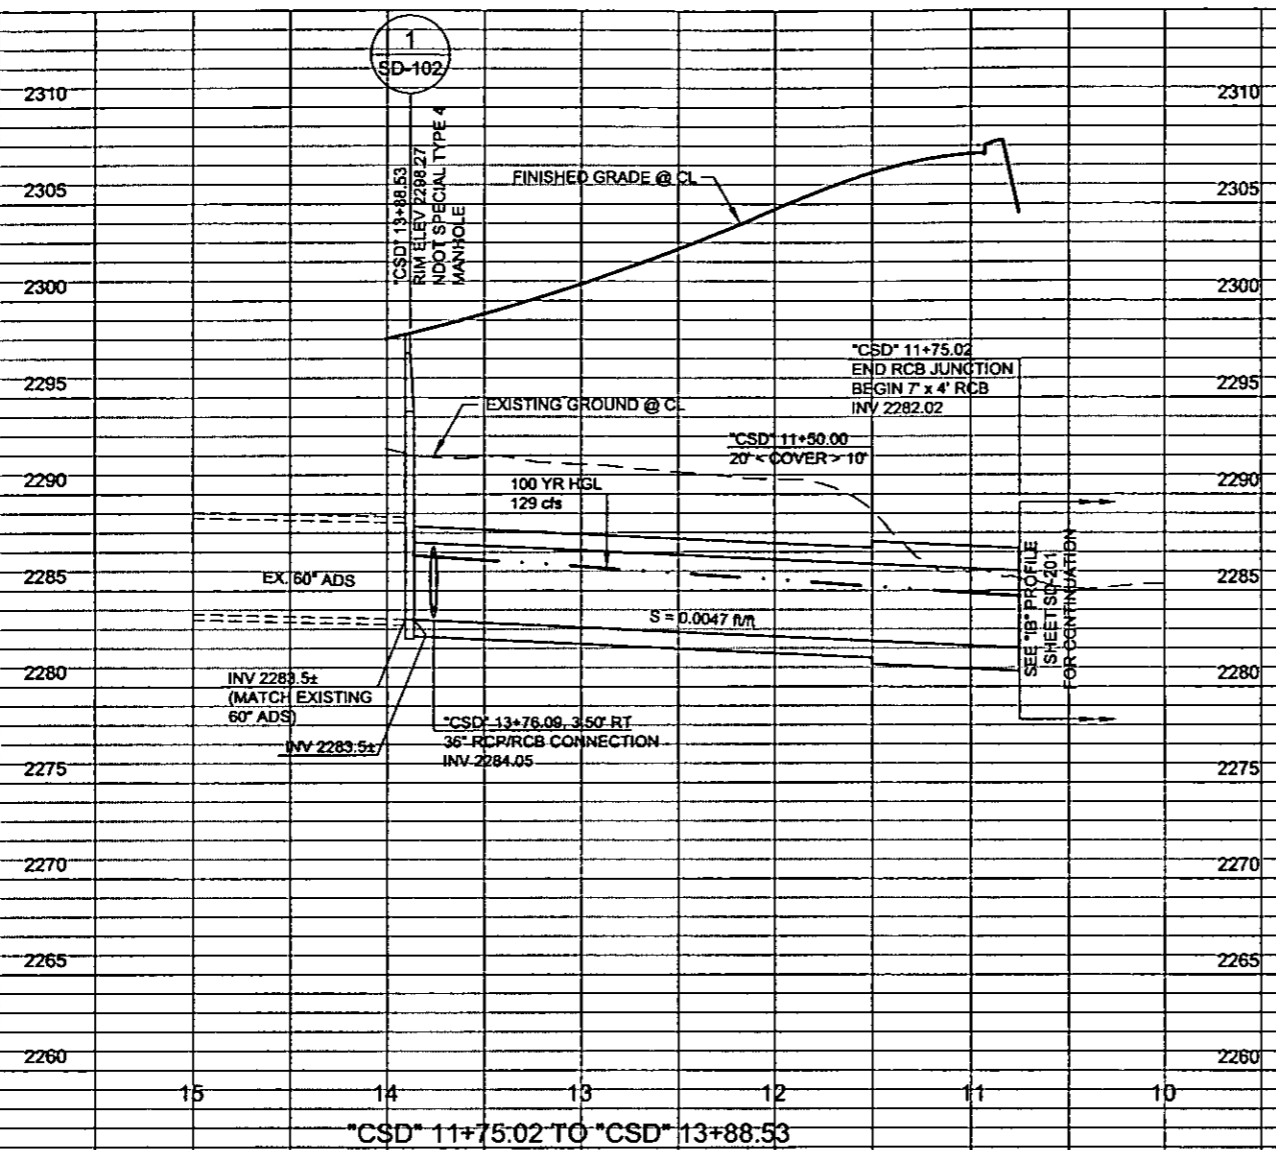 1
SD-102
2310
2310
"CSD" 13+88.53
RIM ELEV 2298.27
NDOT SPECIAL TYPE 4
MANHOLE
FINISHED GRADE @ CL
2305
2305
2300
2300
"CSD" 11+75.02
END RCB JUNCTION
BEGIN 7' x 4' RCB
INV 2282.02
2295
2295
EXISTING GROUND @ CL
"CSD" 11+50.00
20' < COVER > 10'
2290
2290
100 YR HGL
129 cfs
EX. 60" ADS
2285
2285
S = 0.0047 ft/ft
SEE "IB" PROFILE
SHEET SD-201
FOR CONTINUATION
2280
2280
INV 2283.5±
(MATCH EXISTING
60" ADS)
INV 2283.5±
"CSD" 13+76.09, 3.50' RT
36" RCP/RCB CONNECTION
INV 2284.05
2275
2275
2270
2270
2265
2265
2260
2260
15 14 13 12 11 10
"CSD" 11+75.02 TO "CSD" 13+88.53